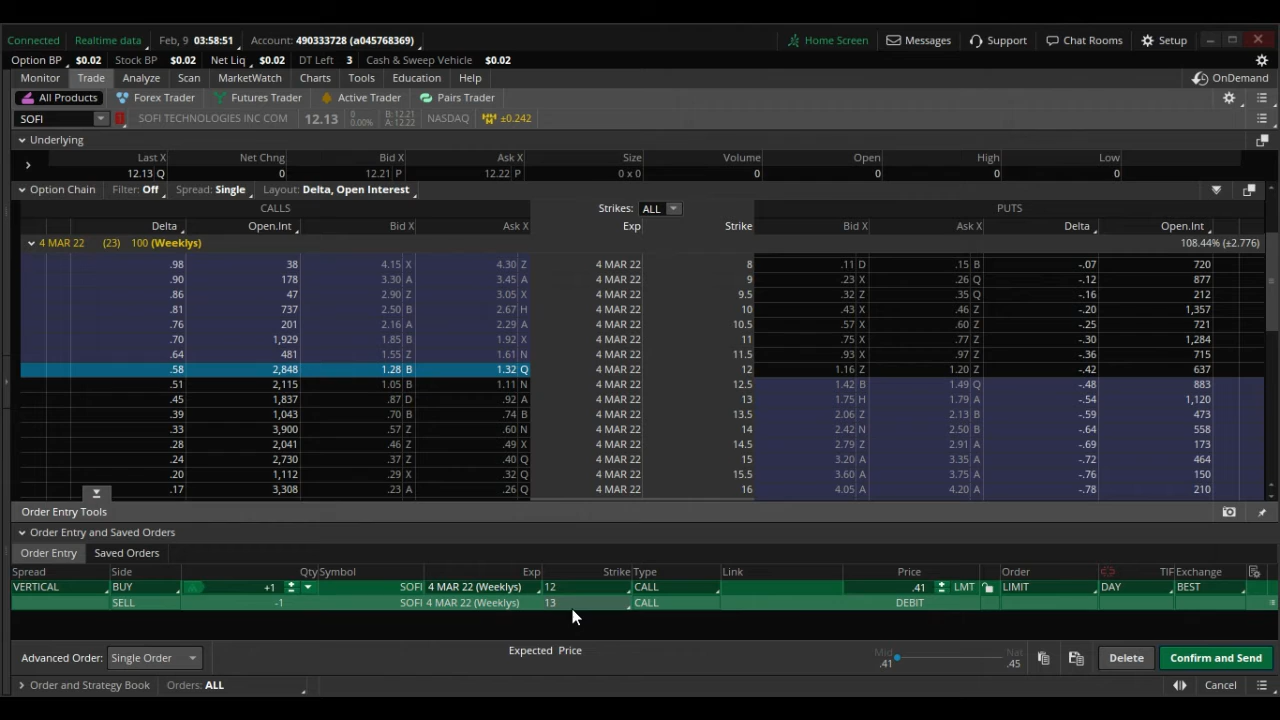 Connected Realtime data Feb, 9 03:58:51 Account: 490333728 (a045768369) Home Screen Messages Support Chat Rooms Setup
Option BP $0.02 Stock BP $0.02 Net Liq $0.02 DT Left 3 Cash & Sweep Vehicle $0.02
Monitor Trade Analyze Scan MarketWatch Charts Tools Education Help OnDemand
All Products Forex Trader Futures Trader Active Trader Pairs Trader
SOFI SOFI TECHNOLOGIES INC COM 12.13 0 0.00% B: 12.21 A: 12.22 NASDAQ ±0.242
Underlying
Last X Net Chng Bid X Ask X Size Volume Open High Low
12.13 Q 0 12.21 P 12.22 P 0 x 0 0 0 0 0
Option Chain Filter: Off Spread: Single Layout: Delta, Open Interest
CALLS Strikes: ALL PUTS
Delta Open.Int Bid X Ask X Exp Strike Bid X Ask X Delta Open.Int
4 MAR 22 (23) 100 (Weeklys) 108.44% (±2.776)
.98 38 4.15 X 4.30 Z 4 MAR 22 8 .11 D .15 B -.07 720
.90 178 3.30 A 3.45 A 4 MAR 22 9 .23 X .26 Q -.12 877
.86 47 2.90 Z 3.05 X 4 MAR 22 9.5 .32 Z .35 Q -.16 212
.81 737 2.50 B 2.67 H 4 MAR 22 10 .43 X .46 Z -.20 1,357
.76 201 2.16 A 2.29 A 4 MAR 22 10.5 .57 X .60 Z -.25 721
.70 1,929 1.85 B 1.92 X 4 MAR 22 11 .75 X .77 Z -.30 1,284
.64 481 1.55 Z 1.61 N 4 MAR 22 11.5 .93 X .97 Z -.36 715
.58 2,848 1.28 B 1.32 Q 4 MAR 22 12 1.16 Z 1.20 Z -.42 637
.51 2,115 1.05 B 1.11 N 4 MAR 22 12.5 1.42 B 1.49 Q -.48 883
.45 1,837 .87 D .92 A 4 MAR 22 13 1.75 H 1.79 A -.54 1,120
.39 1,043 .70 B .74 B 4 MAR 22 13.5 2.06 Z 2.13 B -.59 473
.33 3,900 .57 Z .60 N 4 MAR 22 14 2.42 N 2.50 B -.64 558
.28 2,041 .46 Z .49 X 4 MAR 22 14.5 2.79 Z 2.91 A -.69 173
.24 2,730 .37 Z .40 Q 4 MAR 22 15 3.20 A 3.35 A -.72 464
.20 1,112 .29 X .32 Q 4 MAR 22 15.5 3.60 A 3.75 A -.76 150
.17 3,308 .23 A .26 Q 4 MAR 22 16 4.05 A 4.20 A -.78 210
Order Entry Tools
Order Entry and Saved Orders
Order Entry Saved Orders
Spread Side Qty Symbol Exp Strike Type Link Price Order TIF Exchange
VERTICAL BUY +1 SOFI 4 MAR 22 (Weeklys) 12 CALL .41 LMT LIMIT DAY BEST
SELL -1 SOFI 4 MAR 22 (Weeklys) 13 CALL DEBIT
Expected Price
Advanced Order: Single Order Mid .41 Nat .45 Delete Confirm and Send
Order and Strategy Book Orders: ALL Cancel